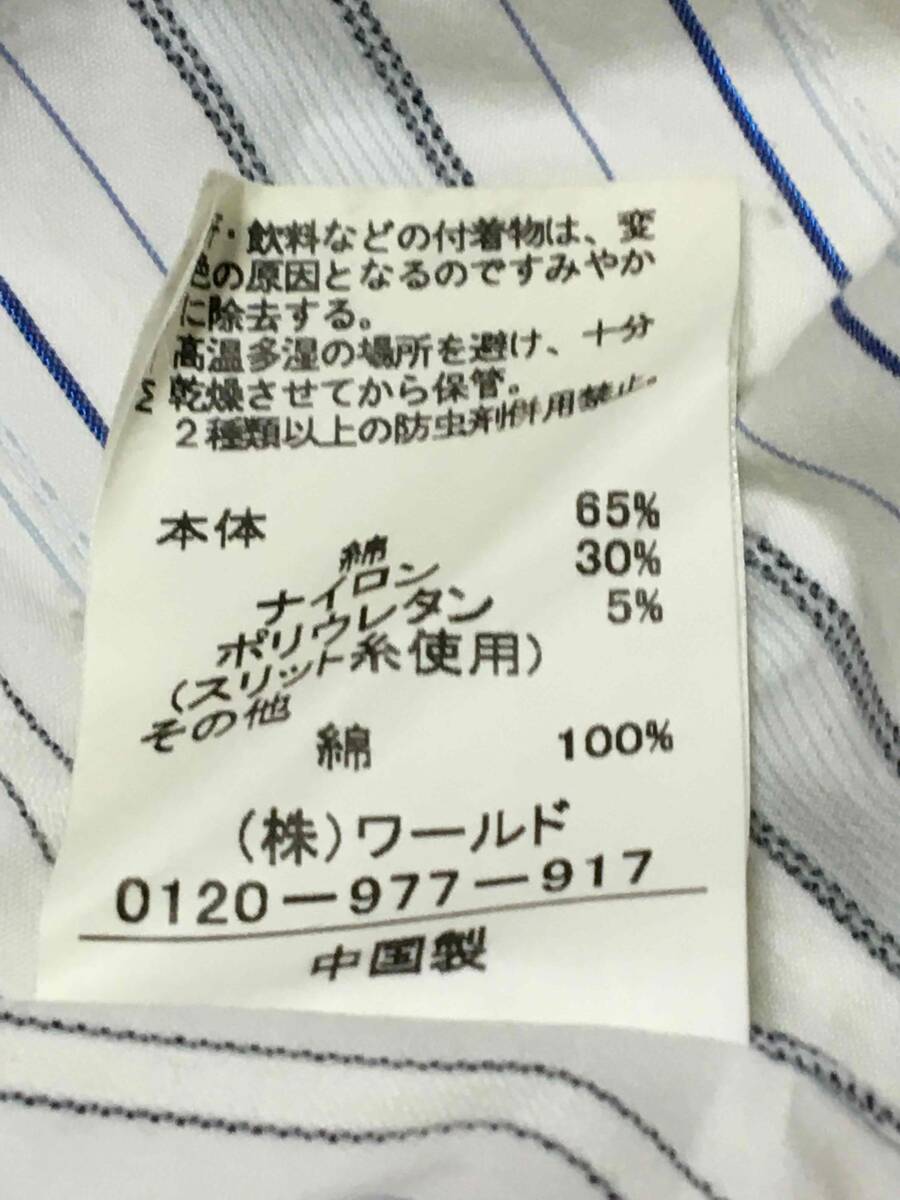 ・飲料などの付着物は、変
色の原因となるのですみやか
に除去する。
高温多湿の場所を避け、十分
乾燥させてから保管。
2種類以上の防虫剤併用禁止。
本体
綿 65%
ナイロン 30%
ポリウレタン 5%
(スリット糸使用)
その他
綿 100%
(株)ワールド
0120-977-917
中国製